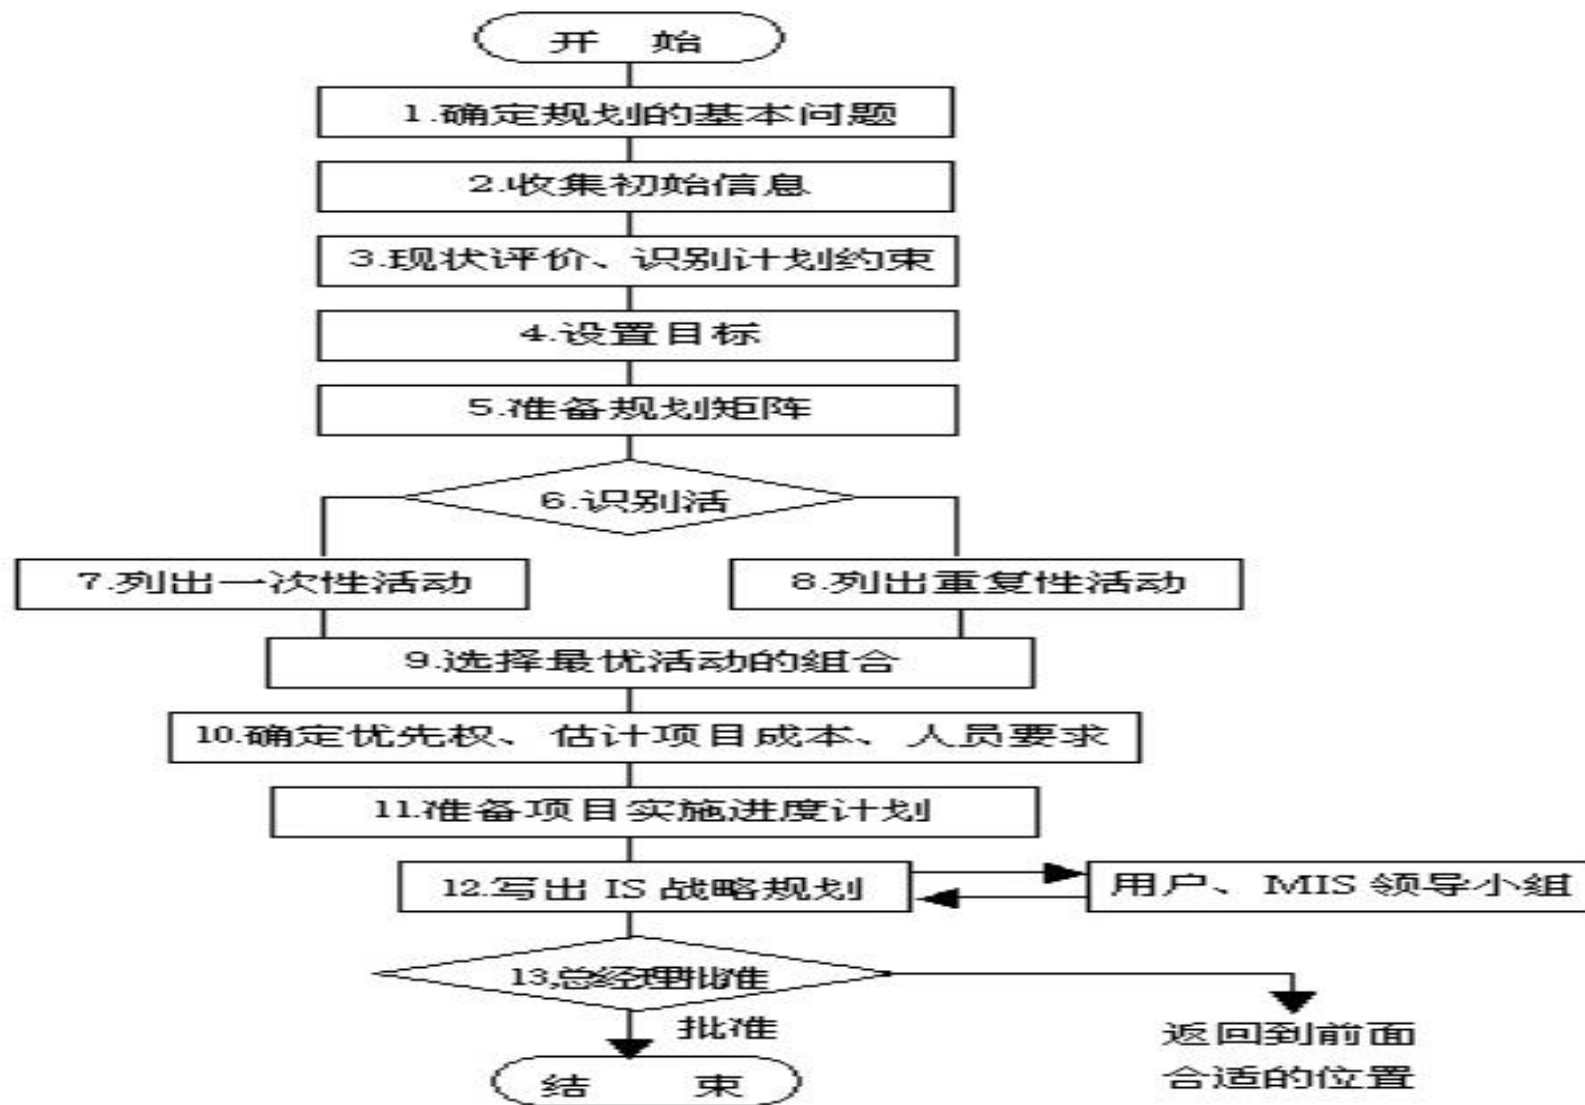 开 始
1.确定规划的基本问题
2.收集初始信息
3.现状评价、识别计划约束
4.设置目标
5.准备规划矩阵
6.识别活
7.列出一次性活动
8.列出重复性活动
9.选择最优活动的组合
10.确定优先权、估计项目成本、人员要求
11.准备项目实施进度计划
12.写出 IS 战略规划
用户、MIS 领导小组
13,总经理批准
批准
返回到前面
合适的位置
结 束